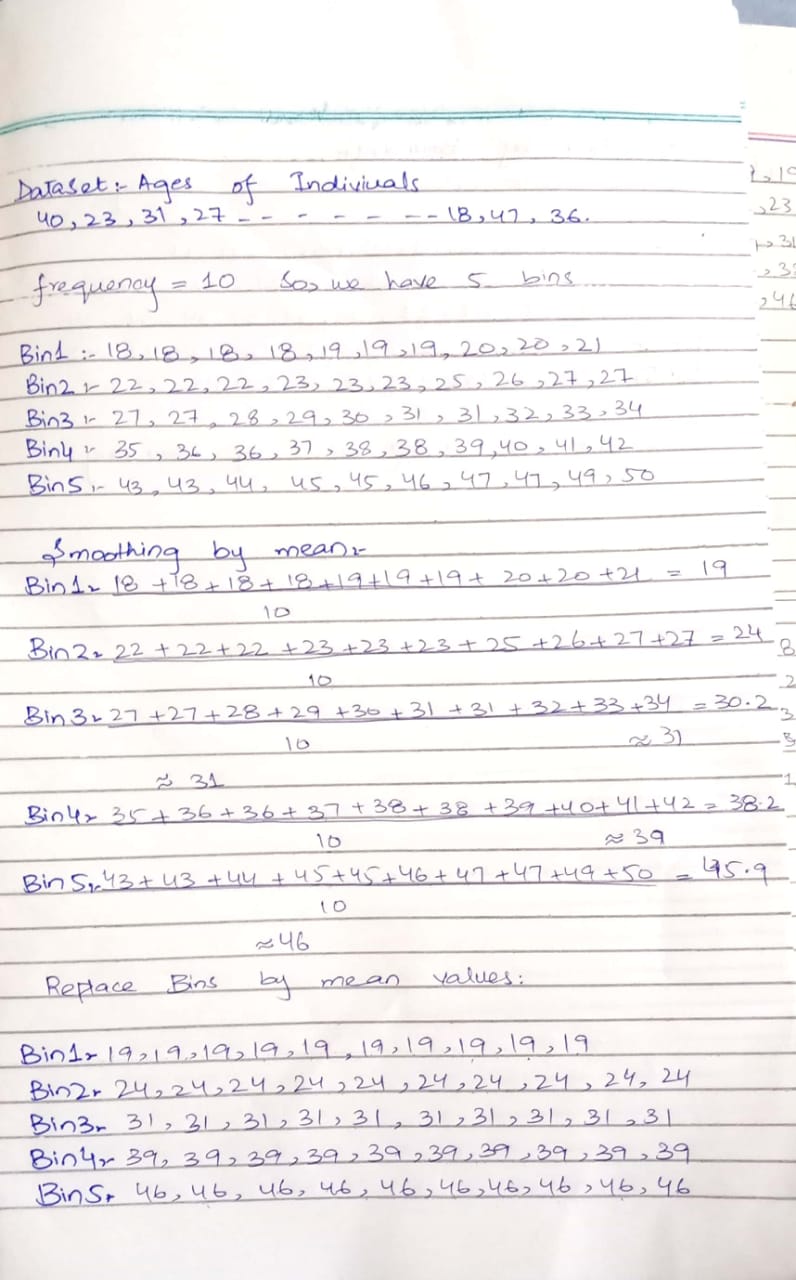 Dataset :- Ages of Indiviuals
40, 23, 31, 27 - - - - - - - - 18, 47, 36.
frequency = 10 So, we have 5 bins
Bin1 :- 18, 18, 18, 18, 19, 19, 19, 20, 20, 21
Bin2 :- 22, 22, 22, 23, 23, 23, 25, 26, 27, 27
Bin3 :- 27, 27, 28, 29, 30, 31, 31, 32, 33, 34
Bin4 :- 35, 36, 36, 37, 38, 38, 39, 40, 41, 42
Bin5 :- 43, 43, 44, 45, 45, 46, 47, 47, 49, 50
Smoothing by mean:-
Bin1:- 18 + 18 + 18 + 18 + 19 + 19 + 19 + 20 + 20 + 21 = 19
10
Bin2:- 22 + 22 + 22 + 23 + 23 + 23 + 25 + 26 + 27 + 27 = 24
10
Bin3:- 27 + 27 + 28 + 29 + 30 + 31 + 31 + 32 + 33 + 34 = 30.2
10 ≈ 31
≈ 31
Bin4:- 35 + 36 + 36 + 37 + 38 + 38 + 39 + 40 + 41 + 42 = 38.2
10 ≈ 39
Bin5:- 43 + 43 + 44 + 45 + 45 + 46 + 47 + 47 + 49 + 50 = 45.9
10
≈ 46
Replace Bins by mean values:
Bin1:- 19, 19, 19, 19, 19, 19, 19, 19, 19, 19
Bin2:- 24, 24, 24, 24, 24, 24, 24, 24, 24, 24
Bin3:- 31, 31, 31, 31, 31, 31, 31, 31, 31, 31
Bin4:- 39, 39, 39, 39, 39, 39, 39, 39, 39, 39
Bin5:- 46, 46, 46, 46, 46, 46, 46, 46, 46, 46